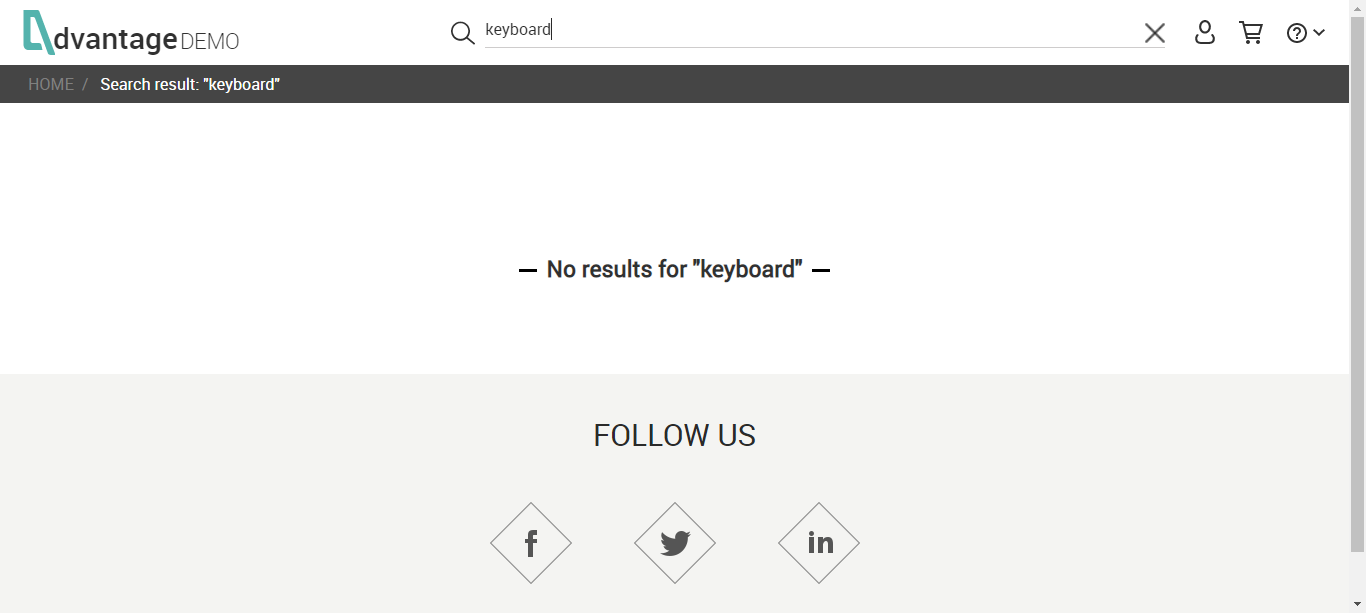 dvantage DEMO
keyboard
HOME / Search result: "keyboard"
No results for "keyboard"
FOLLOW US
f
in